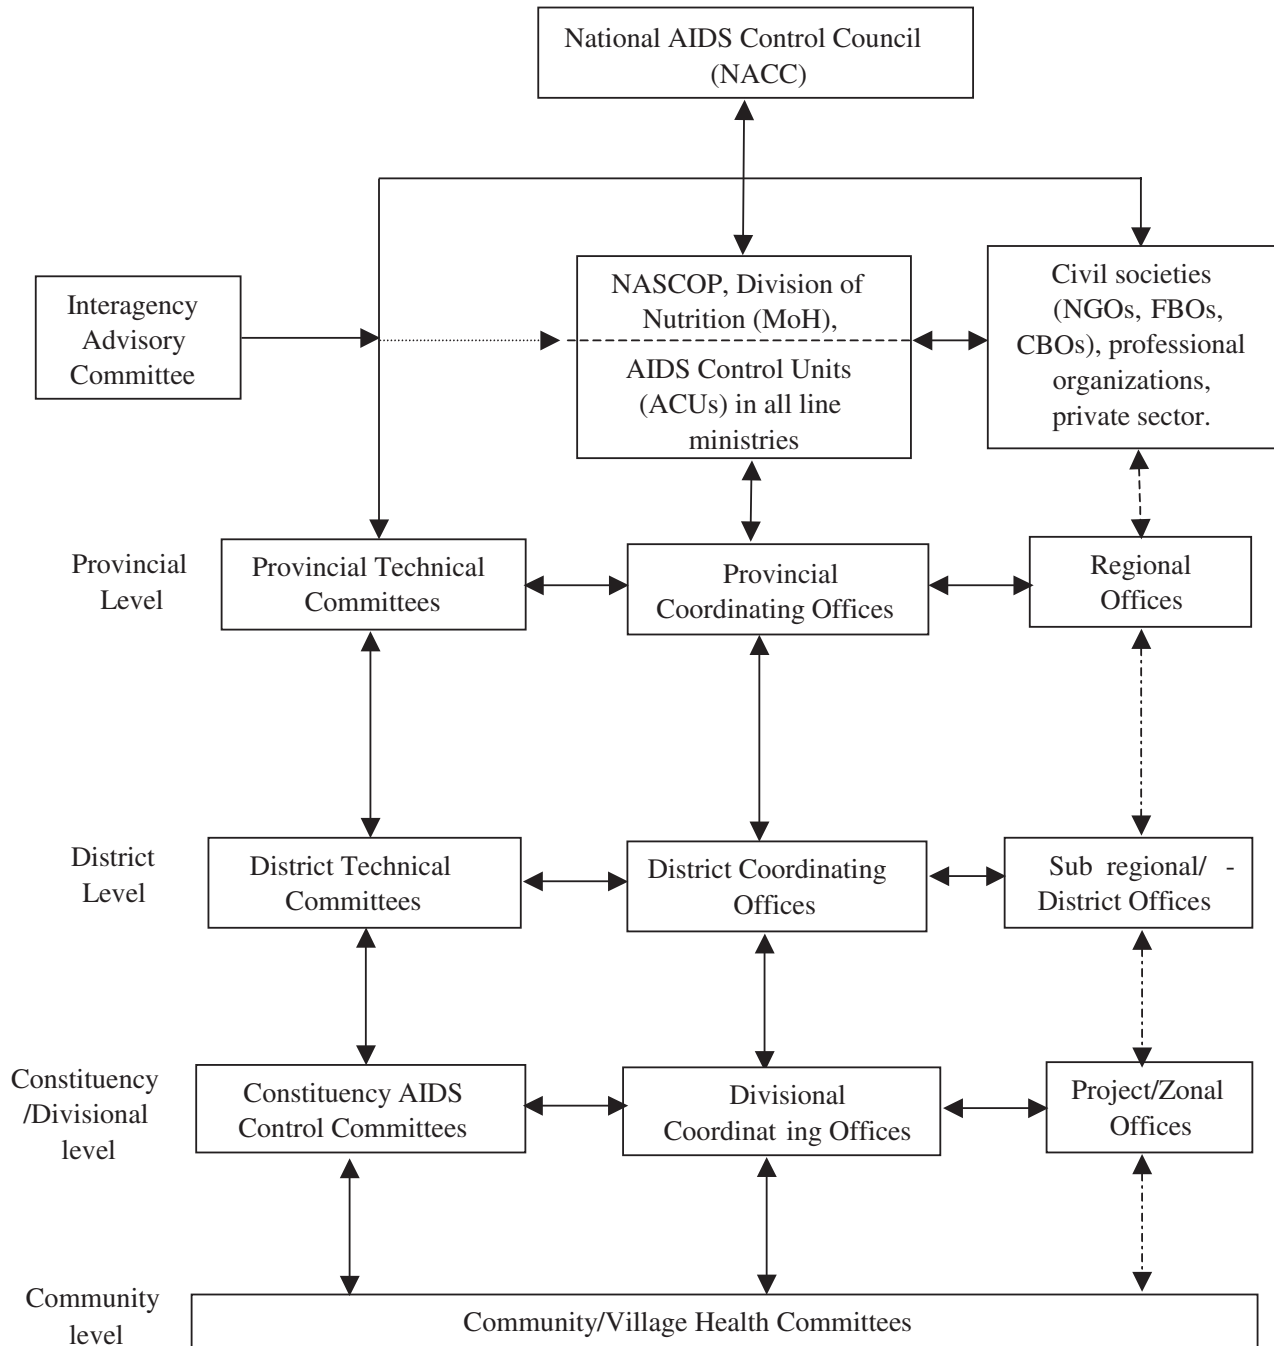 National AIDS Control Council
(NACC)
Interagency
Advisory
Committee
NASCOP, Division of
Nutrition (MoH),
AIDS Control Units
(ACUs) in all line
ministries
Civil societies
(NGOs, FBOs,
CBOs), professional
organizations,
private sector.
Provincial
Level
Provincial Technical
Committees
Provincial
Coordinating Offices
Regional
Offices
District
Level
District Technical
Committees
District Coordinating
Offices
Sub regional/ -
District Offices
Constituency
/Divisional
level
Constituency AIDS
Control Committees
Divisional
Coordinat ing Offices
Project/Zonal
Offices
Community
level
Community/Village Health Committees